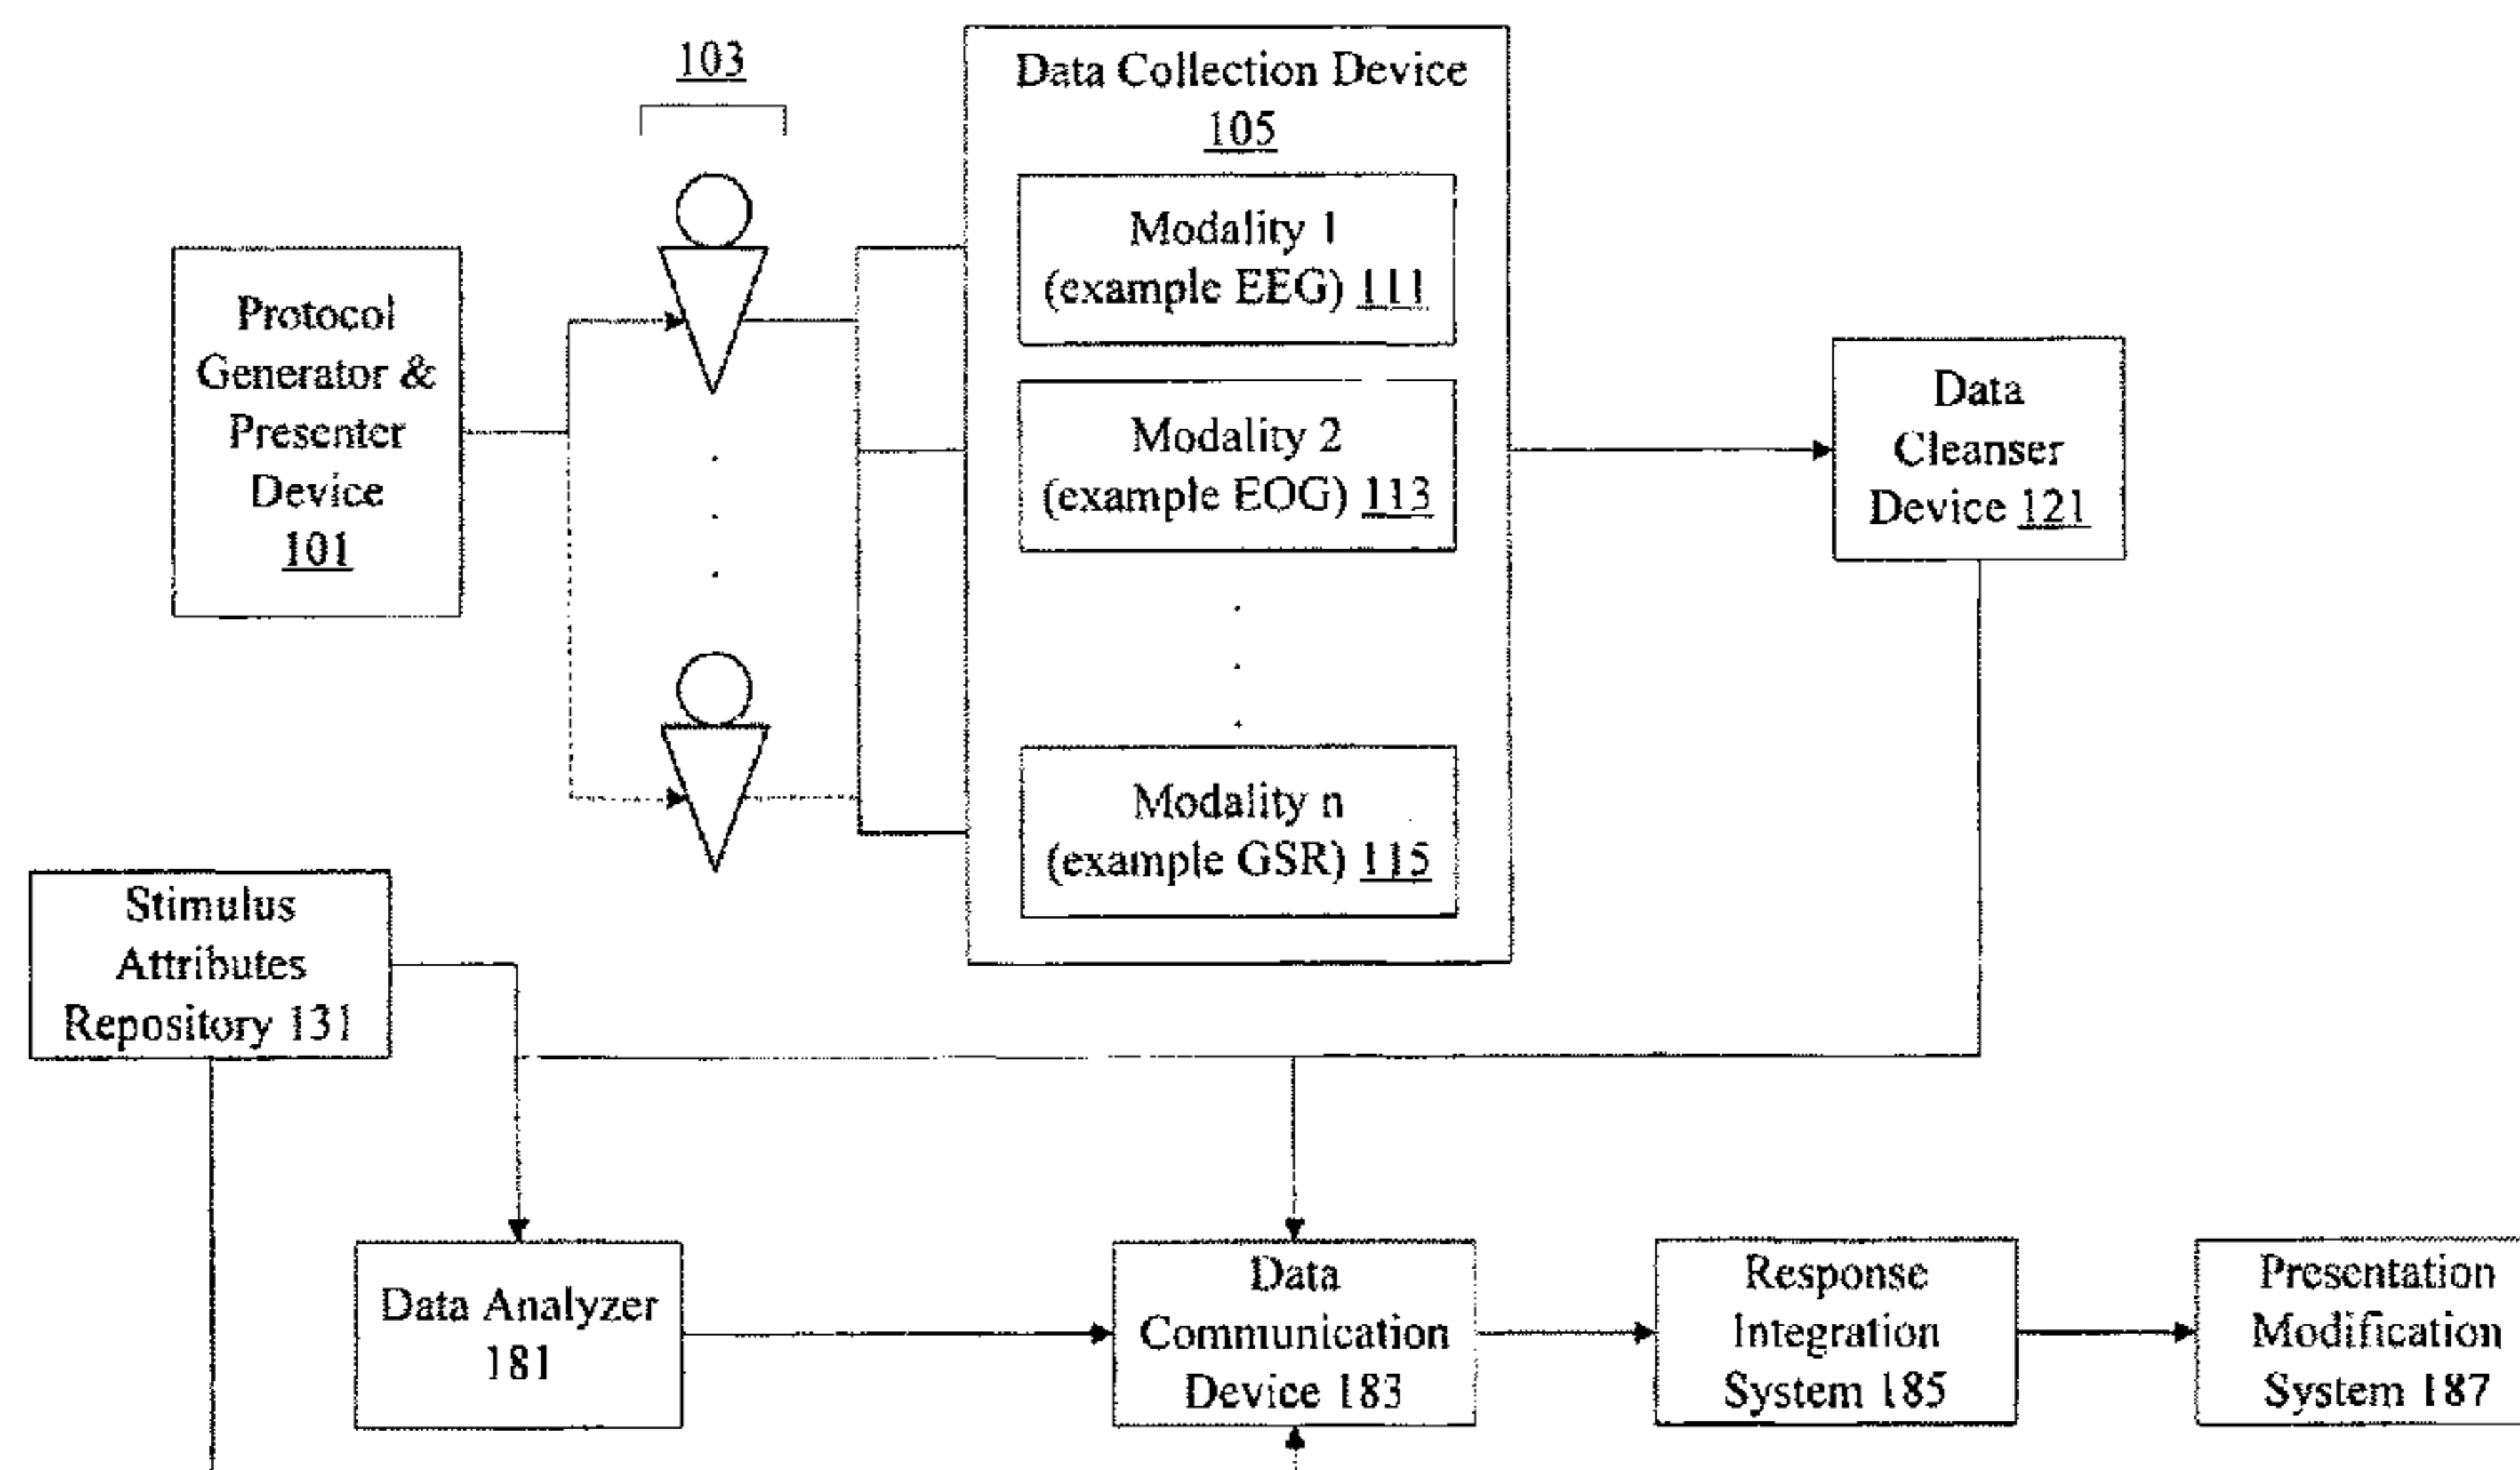 103
Data Collection Device
105
Modality 1
(example EEG) 111
Protocol
Generator &
Presenter
Device
101
Modality 2
(example EOG) 113
Data
Cleanser
Device 121
Modality n
(example GSR) 115
Stimulus
Attributes
Repository 131
Data Analyzer
181
Data
Communication
Device 183
Response
Integration
System 185
Presentation
Modification
System 187